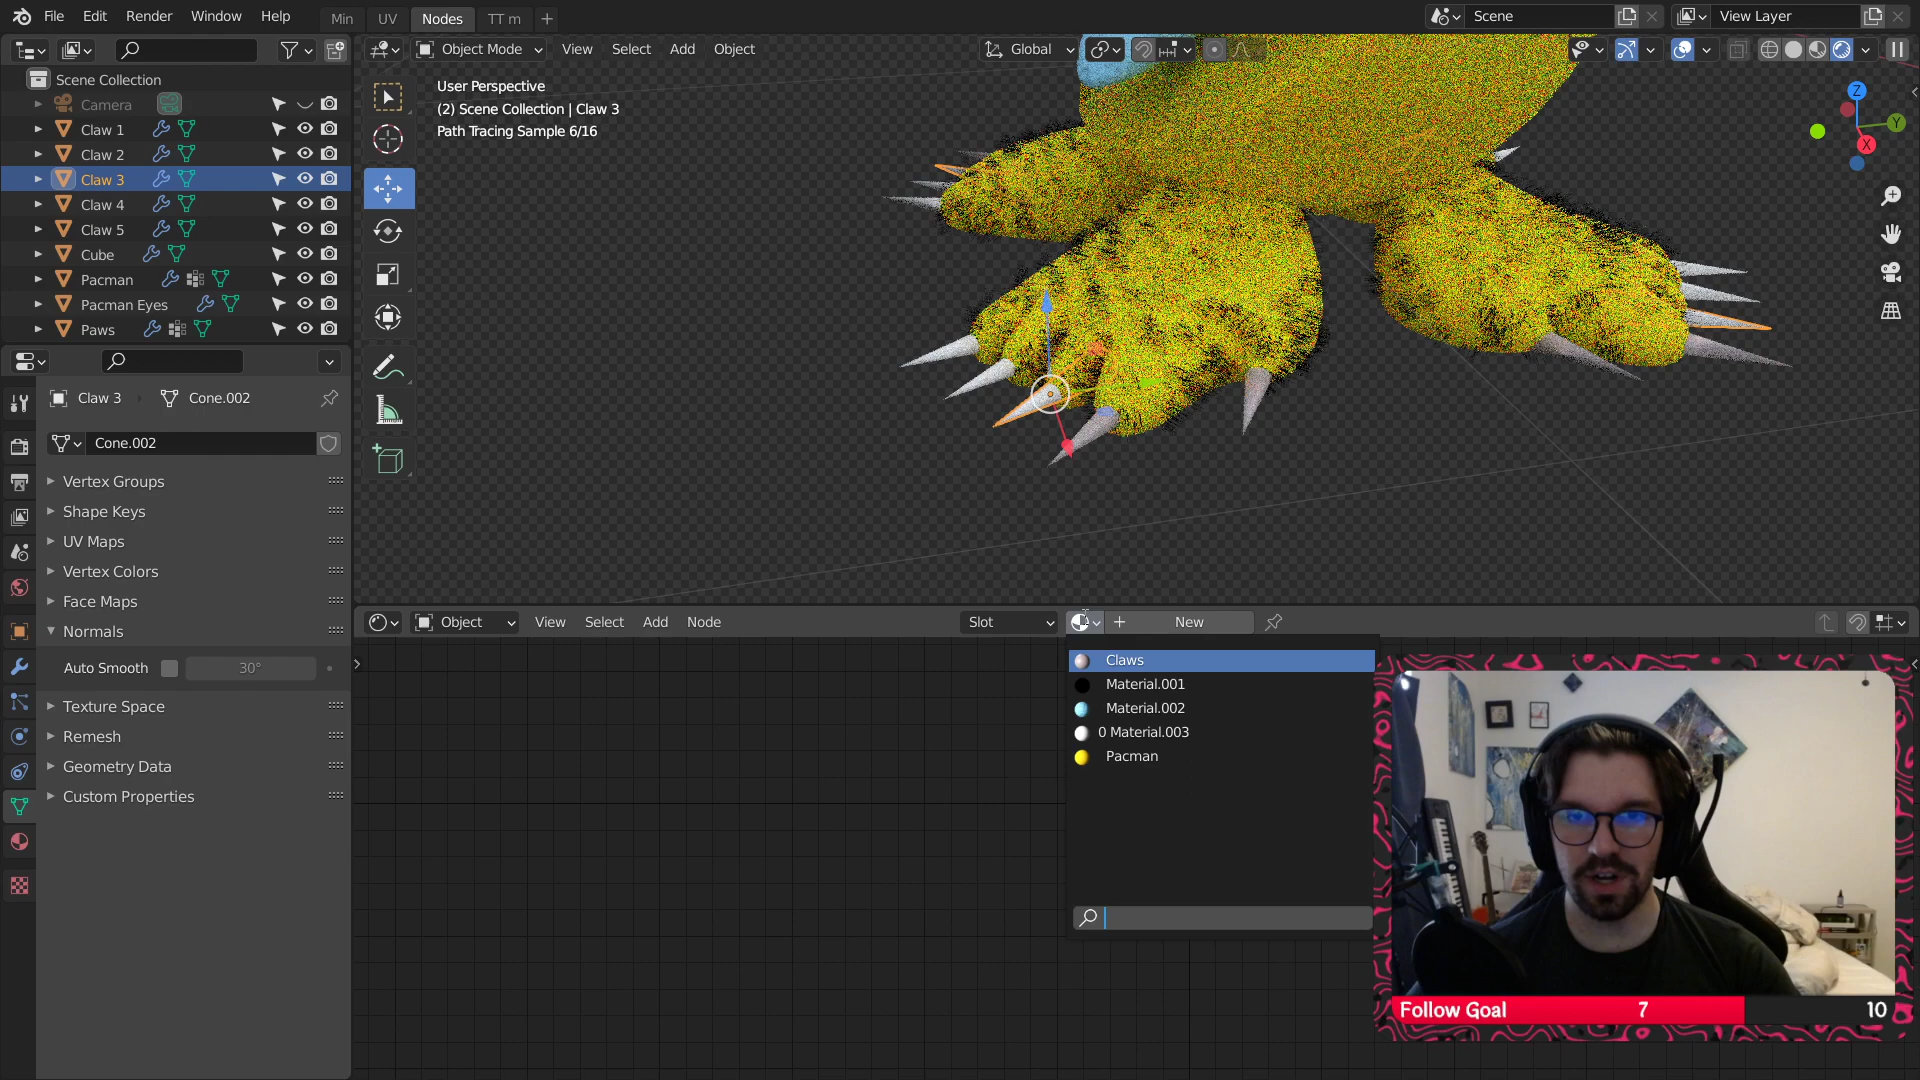 File Edit Render Window Help Min UV Nodes TT m + Scene View Layer
Object Mode View Select Add Object Global
Scene Collection
Camera
Claw 1
Claw 2
Claw 3
Claw 4
Claw 5
Cube
Pacman
Pacman Eyes
Paws
User Perspective
(2) Scene Collection | Claw 3
Path Tracing Sample 6/16
Z
Y
X
Claw 3 Cone.002
Cone.002
Vertex Groups
Shape Keys
UV Maps
Vertex Colors
Face Maps
Normals
Auto Smooth 30°
Texture Space
Remesh
Geometry Data
Custom Properties
Object View Select Add Node Slot + New
Claws
Material.001
Material.002
0 Material.003
Pacman
Follow Goal 7 10